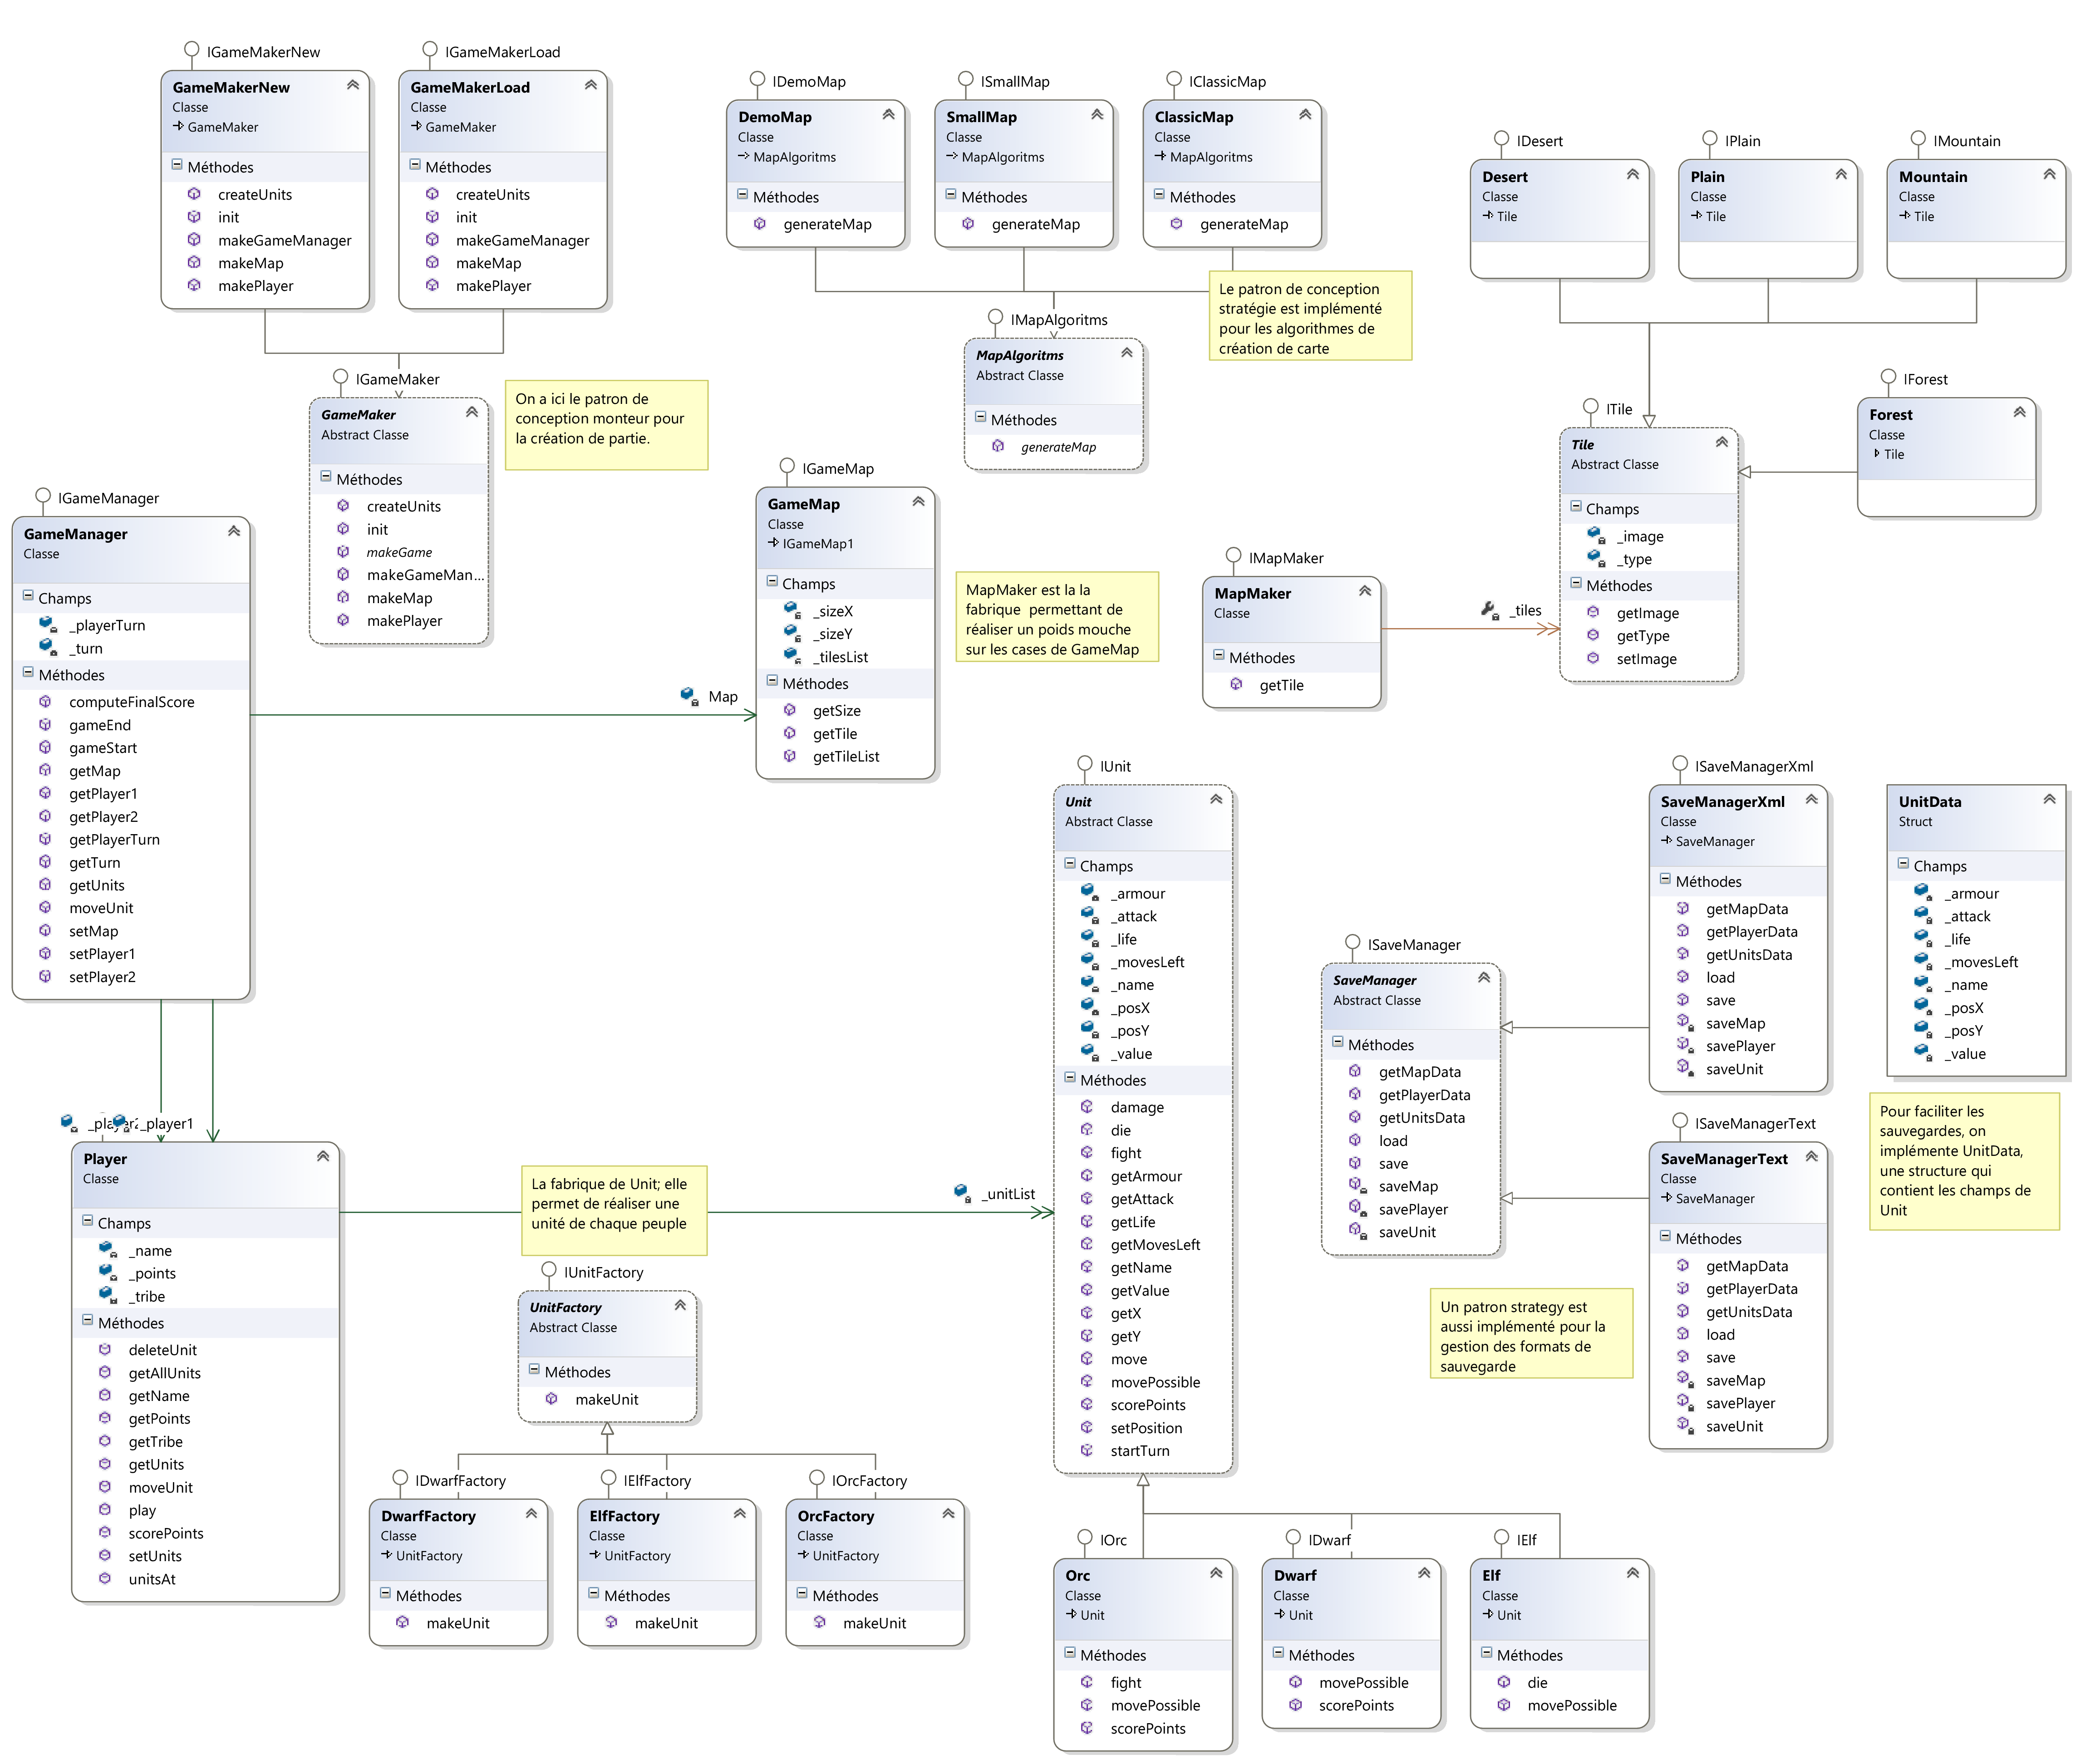 IGameMakerNew
GameMakerNew
Classe
GameMaker
Méthodes
createUnits
init
makeGameManager
makeMap
makePlayer
IGameMakerLoad
GameMakerLoad
Classe
GameMaker
Méthodes
createUnits
init
makeGameManager
makeMap
makePlayer
IGameMaker
GameMaker
Abstract Classe
Méthodes
createUnits
init
makeGame
makeGameMan...
makeMap
makePlayer
On a ici le patron de
conception monteur pour
la création de partie.
IDemoMap
DemoMap
Classe
MapAlgoritms
Méthodes
generateMap
ISmallMap
SmallMap
Classe
MapAlgoritms
Méthodes
generateMap
IClassicMap
ClassicMap
Classe
MapAlgoritms
Méthodes
generateMap
Le patron de conception
stratégie est implémenté
pour les algorithmes de
création de carte
IMapAlgoritms
MapAlgoritms
Abstract Classe
Méthodes
generateMap
IDesert
Desert
Classe
Tile
IPlain
Plain
Classe
Tile
IMountain
Mountain
Classe
Tile
IForest
Forest
Classe
Tile
ITile
Tile
Abstract Classe
Champs
_image
_type
Méthodes
getImage
getType
setImage
IGameManager
GameManager
Classe
Champs
_playerTurn
_turn
Méthodes
computeFinalScore
gameEnd
gameStart
getMap
getPlayer1
getPlayer2
getPlayerTurn
getTurn
getUnits
moveUnit
setMap
setPlayer1
setPlayer2
Map
IGameMap
GameMap
Classe
IGameMap1
Champs
_sizeX
_sizeY
_tilesList
Méthodes
getSize
getTile
getTileList
MapMaker est la la
fabrique  permettant de
réaliser un poids mouche
sur les cases de GameMap
IMapMaker
MapMaker
Classe
Méthodes
getTile
_tiles
_player2
_player1
Player
Classe
Champs
_name
_points
_tribe
Méthodes
deleteUnit
getAllUnits
getName
getPoints
getTribe
getUnits
moveUnit
play
scorePoints
setUnits
unitsAt
La fabrique de Unit; elle
permet de réaliser une
unité de chaque peuple
_unitList
IUnitFactory
UnitFactory
Abstract Classe
Méthodes
makeUnit
IDwarfFactory
DwarfFactory
Classe
UnitFactory
Méthodes
makeUnit
IElfFactory
ElfFactory
Classe
UnitFactory
Méthodes
makeUnit
IOrcFactory
OrcFactory
Classe
UnitFactory
Méthodes
makeUnit
IUnit
Unit
Abstract Classe
Champs
_armour
_attack
_life
_movesLeft
_name
_posX
_posY
_value
Méthodes
damage
die
fight
getArmour
getAttack
getLife
getMovesLeft
getName
getValue
getX
getY
move
movePossible
scorePoints
setPosition
startTurn
IOrc
Orc
Classe
Unit
Méthodes
fight
movePossible
scorePoints
IDwarf
Dwarf
Classe
Unit
Méthodes
movePossible
scorePoints
IElf
Elf
Classe
Unit
Méthodes
die
movePossible
ISaveManager
SaveManager
Abstract Classe
Méthodes
getMapData
getPlayerData
getUnitsData
load
save
saveMap
savePlayer
saveUnit
ISaveManagerXml
SaveManagerXml
Classe
SaveManager
Méthodes
getMapData
getPlayerData
getUnitsData
load
save
saveMap
savePlayer
saveUnit
ISaveManagerText
SaveManagerText
Classe
SaveManager
Méthodes
getMapData
getPlayerData
getUnitsData
load
save
saveMap
savePlayer
saveUnit
Un patron strategy est
aussi implémenté pour la
gestion des formats de
sauvegarde
UnitData
Struct
Champs
_armour
_attack
_life
_movesLeft
_name
_posX
_posY
_value
Pour faciliter les
sauvegardes, on
implémente UnitData,
une structure qui
contient les champs de
Unit